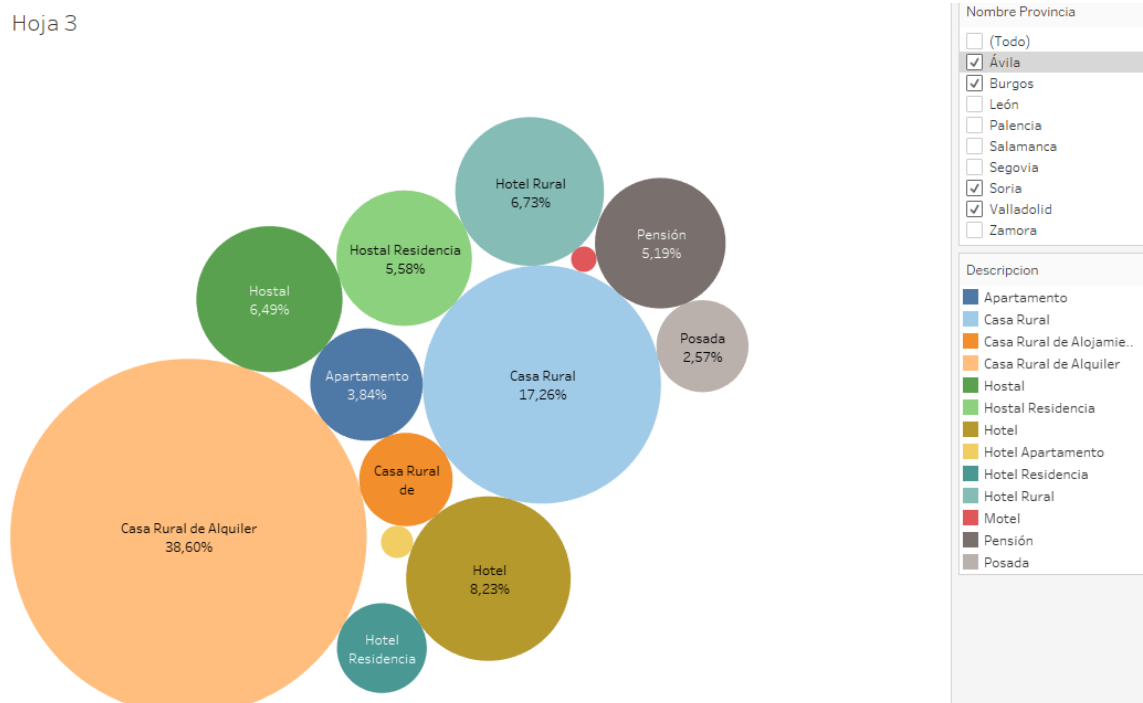 Hoja 3
Hotel Rural
6,73%
Pensión
5,19%
Hostal Residencia
5,58%
Hostal
6,49%
Posada
2,57%
Apartamento
3,84%
Casa Rural
17,26%
Casa Rural
de
Casa Rural de Alquiler
38,60%
Hotel
8,23%
Hotel
Residencia
Nombre Provincia
(Todo)
Ávila
Burgos
León
Palencia
Salamanca
Segovia
Soria
Valladolid
Zamora
Descripcion
Apartamento
Casa Rural
Casa Rural de Alojamie..
Casa Rural de Alquiler
Hostal
Hostal Residencia
Hotel
Hotel Apartamento
Hotel Residencia
Hotel Rural
Motel
Pensión
Posada